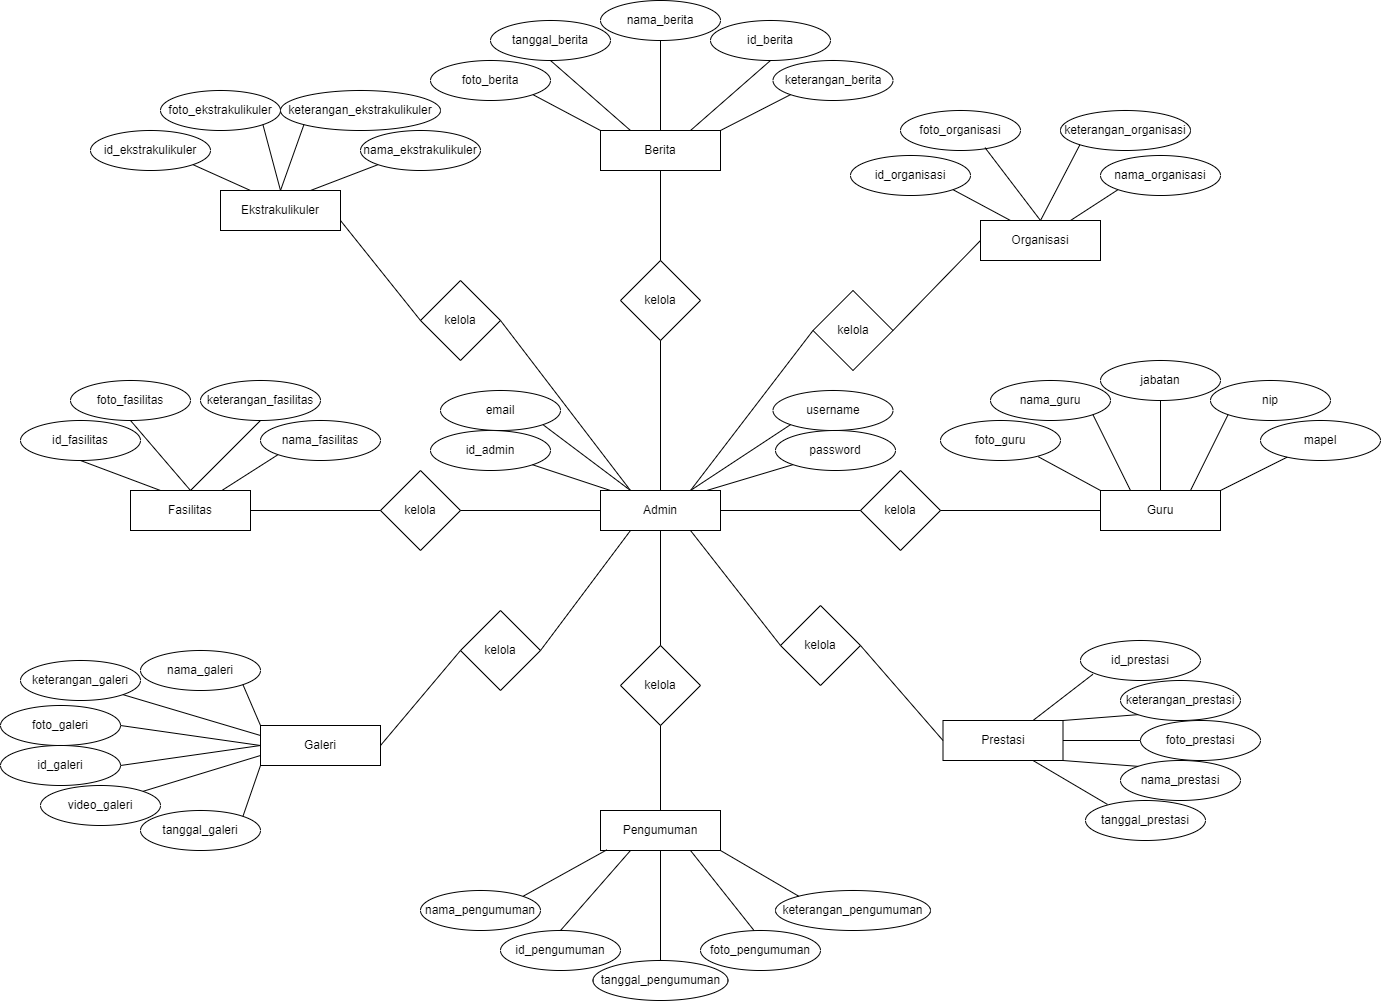 nama_berita
tanggal_berita
id_berita
foto_berita
keterangan_berita
Berita
foto_ekstrakulikuler
keterangan_ekstrakulikuler
id_ekstrakulikuler
nama_ekstrakulikuler
Ekstrakulikuler
foto_organisasi
keterangan_organisasi
id_organisasi
nama_organisasi
Organisasi
kelola
kelola
kelola
foto_fasilitas
keterangan_fasilitas
id_fasilitas
nama_fasilitas
Fasilitas
kelola
email
username
id_admin
password
Admin
kelola
jabatan
nama_guru
nip
foto_guru
mapel
Guru
kelola
kelola
kelola
nama_galeri
keterangan_galeri
foto_galeri
id_galeri
video_galeri
tanggal_galeri
Galeri
id_prestasi
keterangan_prestasi
foto_prestasi
nama_prestasi
tanggal_prestasi
Prestasi
Pengumuman
nama_pengumuman
keterangan_pengumuman
id_pengumuman
foto_pengumuman
tanggal_pengumuman